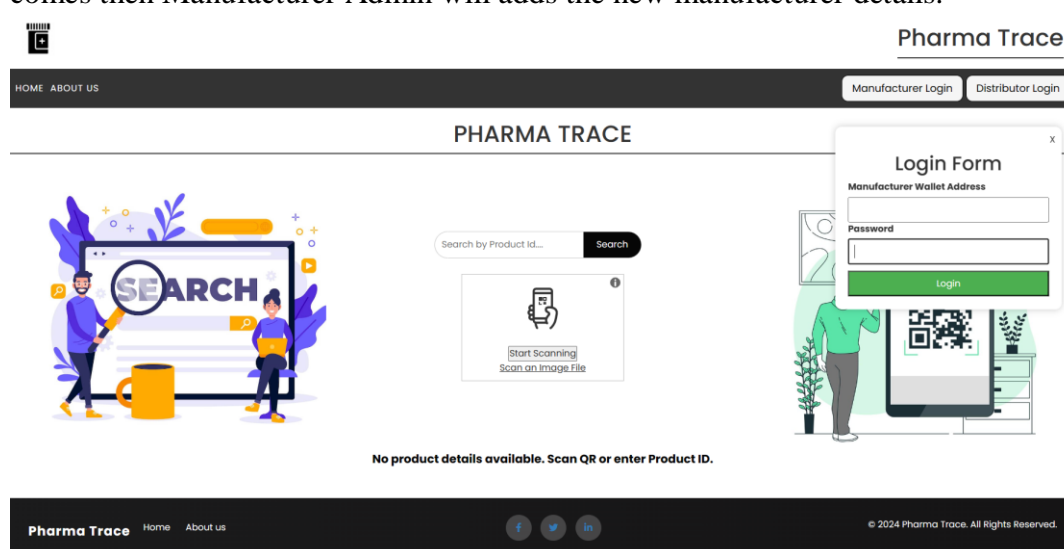 comes then Manufacturer Admin will adds the new manufacturer details.
Pharma Trace
HOME ABOUT US
Manufacturer Login Distributor Login
PHARMA TRACE
x
Login Form
Manufacturer Wallet Address
Password
Login
SEARCH
Search by Product Id.... Search
Start Scanning
Scan an Image File
No product details available. Scan QR or enter Product ID.
Pharma Trace Home About us
f in
© 2024 Pharma Trace. All Rights Reserved.